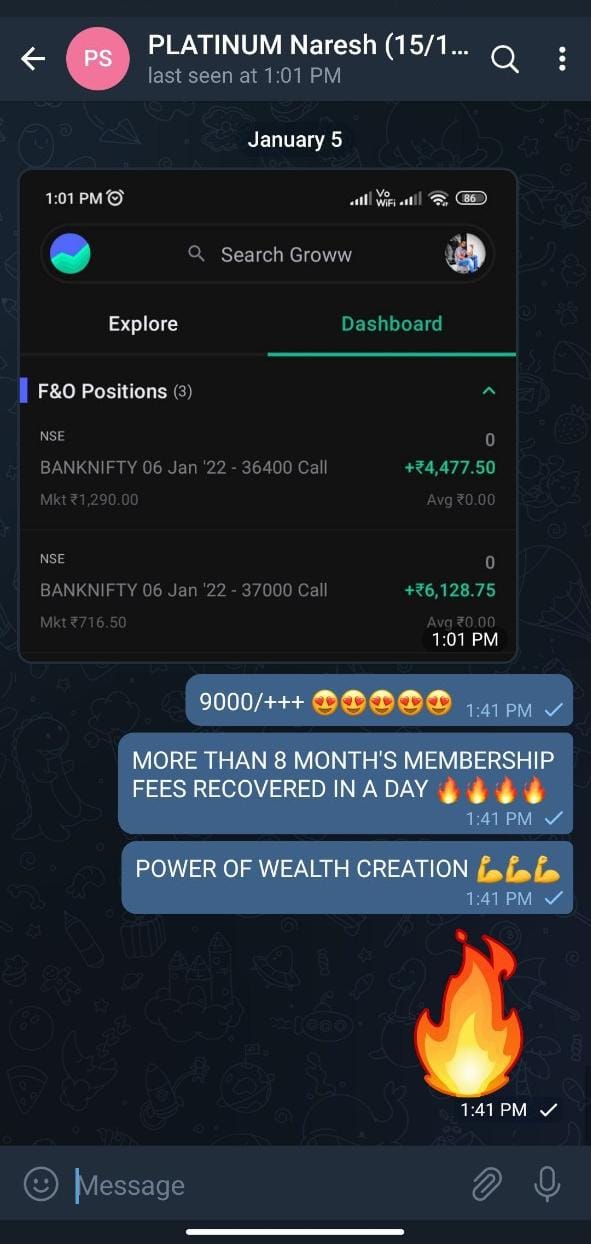 PS
PLATINUM Naresh (15/1...
last seen at 1:01 PM
January 5
1:01 PM
Vo
WiFi
86
Search Groww
Explore
Dashboard
F&O Positions (3)
NSE
0
BANKNIFTY 06 Jan '22 - 36400 Call
+₹4,477.50
Mkt ₹1,290.00
Avg ₹0.00
NSE
0
BANKNIFTY 06 Jan '22 - 37000 Call
+₹6,128.75
Mkt ₹716.50
Avg ₹0.00
1:01 PM
9000/+++ 😍😍😍😍😍
1:41 PM
MORE THAN 8 MONTH'S MEMBERSHIP
FEES RECOVERED IN A DAY 🔥🔥🔥🔥
1:41 PM
POWER OF WEALTH CREATION 💪💪💪
1:41 PM
1:41 PM
Message